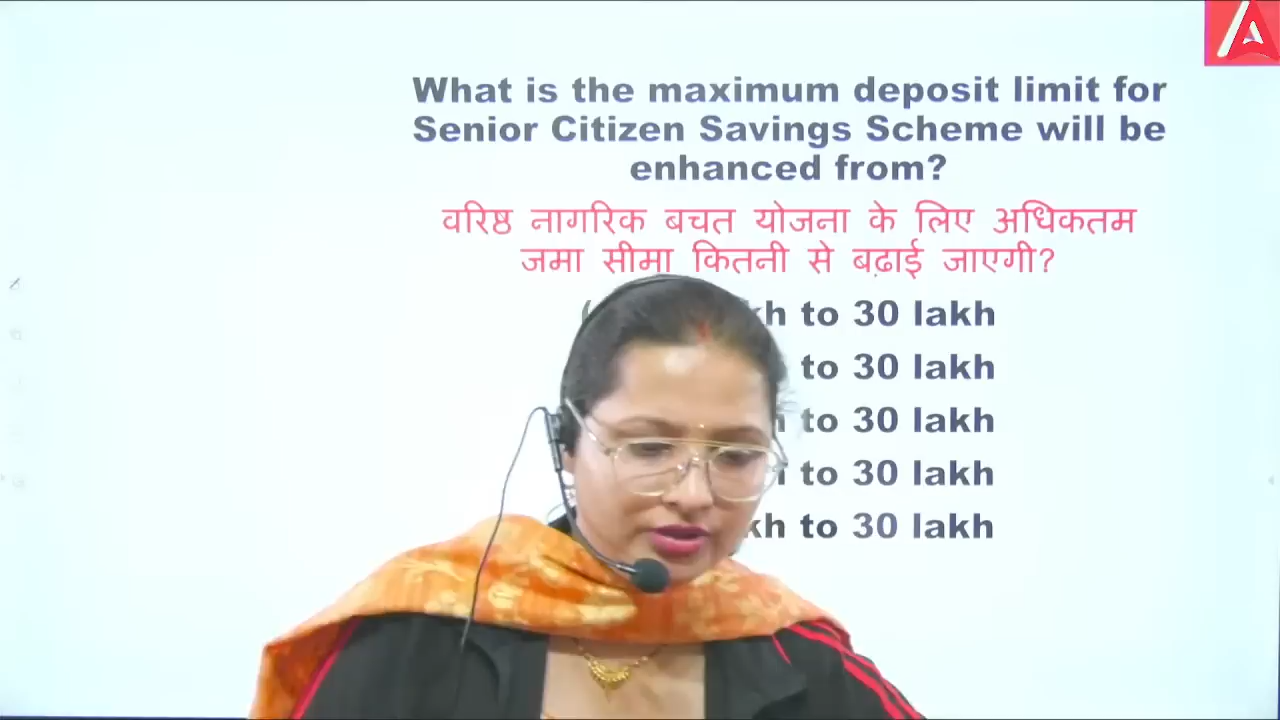 What is the maximum deposit limit for
Senior Citizen Savings Scheme will be
enhanced from?
वरिष्ठ नागरिक बचत योजना के लिए अधिकतम
जमा सीमा कितनी से बढ़ाई जाएगी?
to 30 lakh
to 30 lakh
to 30 lakh
to 30 lakh
to 30 lakh